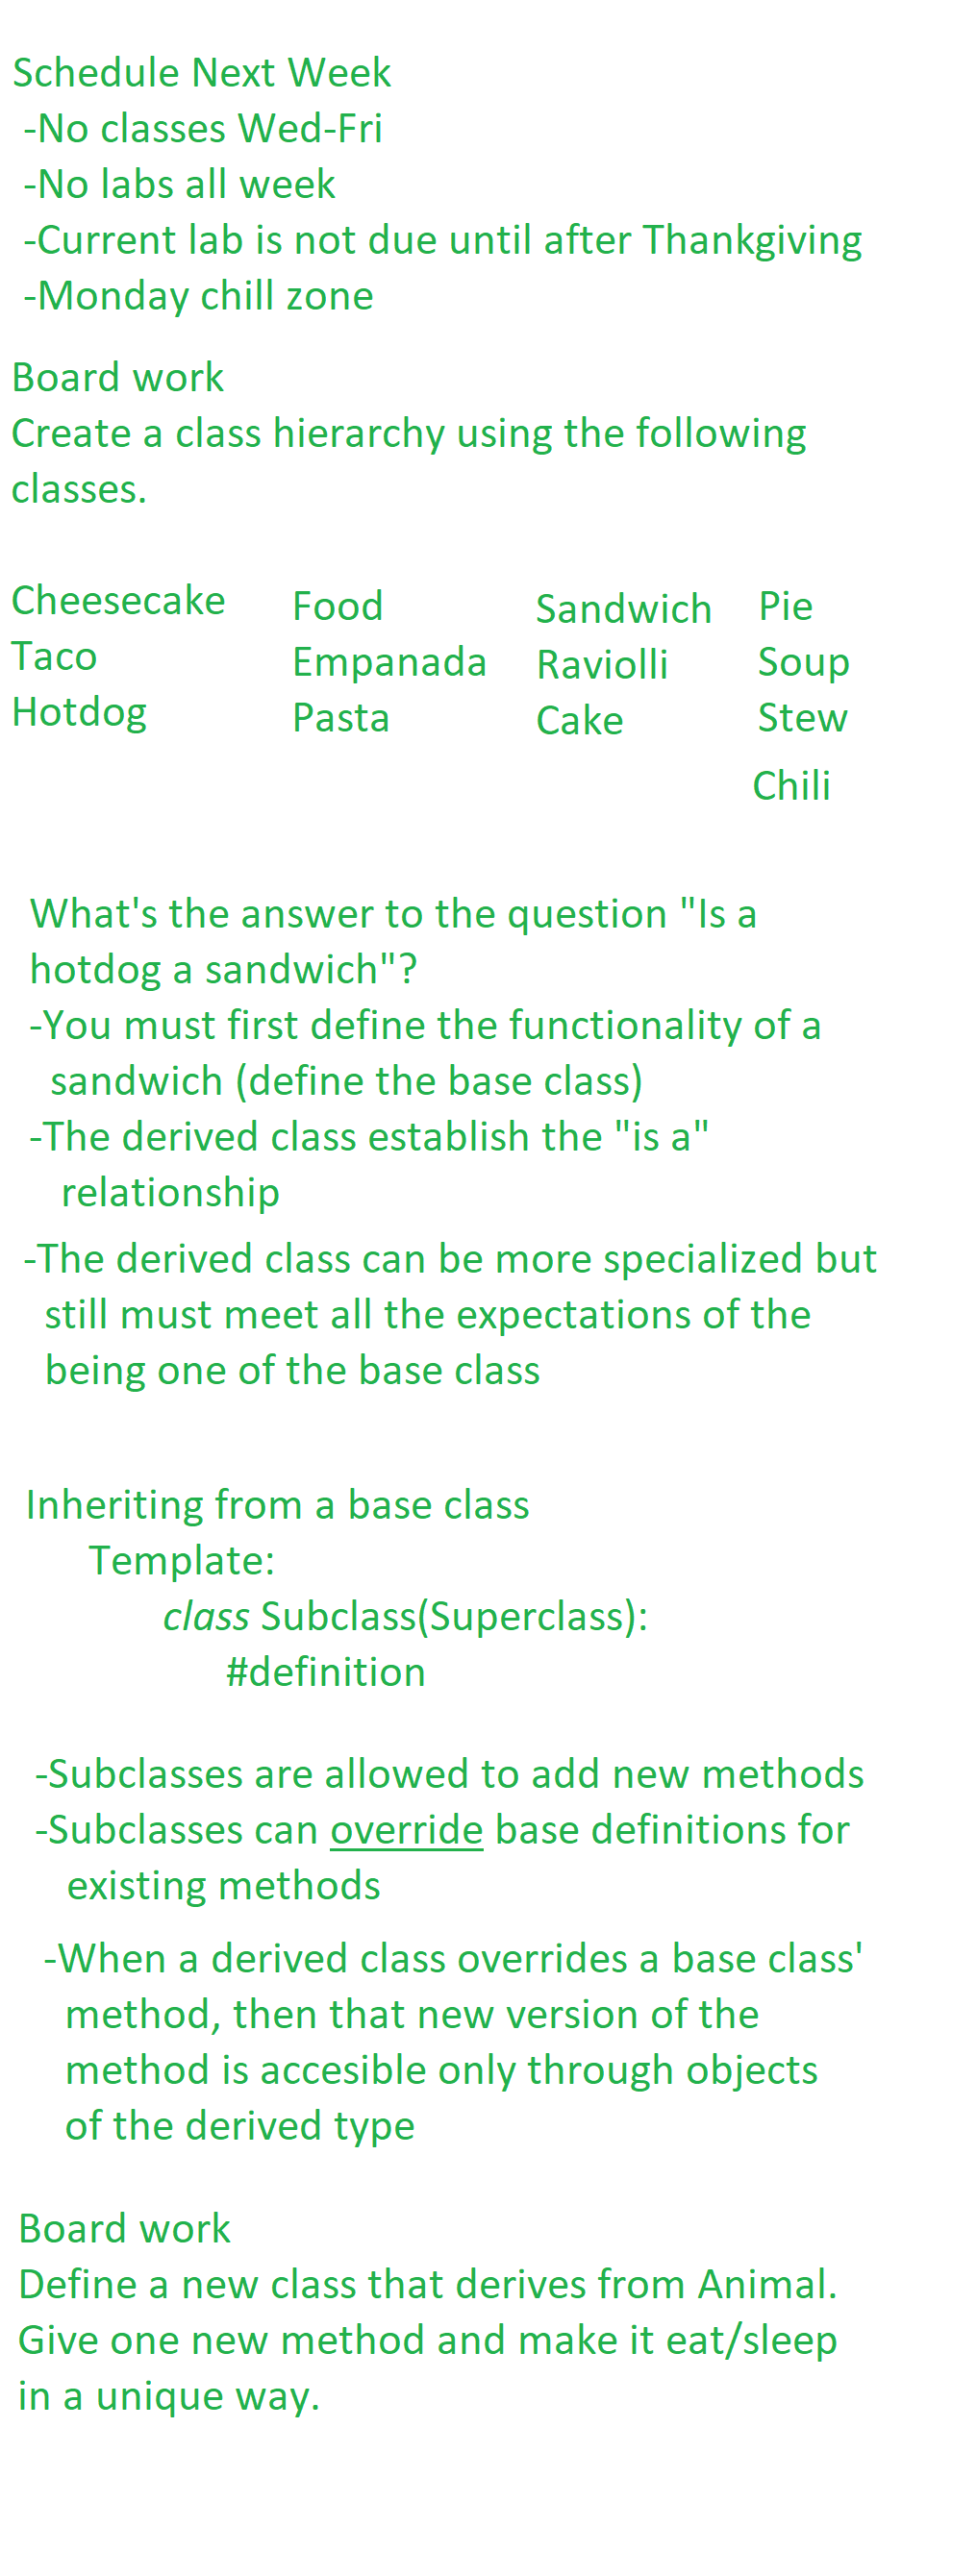 Schedule Next Week
-No classes Wed-Fri
-No labs all week
-Current lab is not due until after Thankgiving
-Monday chill zone
Board work
Create a class hierarchy using the following
classes.
Cheesecake
Taco
Hotdog
Food
Empanada
Pasta
Sandwich
Raviolli
Cake
Pie
Soup
Stew
Chili
What's the answer to the question "Is a
hotdog a sandwich"?
-You must first define the functionality of a
sandwich (define the base class)
-The derived class establish the "is a"
relationship
-The derived class can be more specialized but
still must meet all the expectations of the
being one of the base class
Inheriting from a base class
Template:
class Subclass(Superclass):
#definition
-Subclasses are allowed to add new methods
-Subclasses can override base definitions for
existing methods
-When a derived class overrides a base class'
method, then that new version of the
method is accesible only through objects
of the derived type
Board work
Define a new class that derives from Animal.
Give one new method and make it eat/sleep
in a unique way.